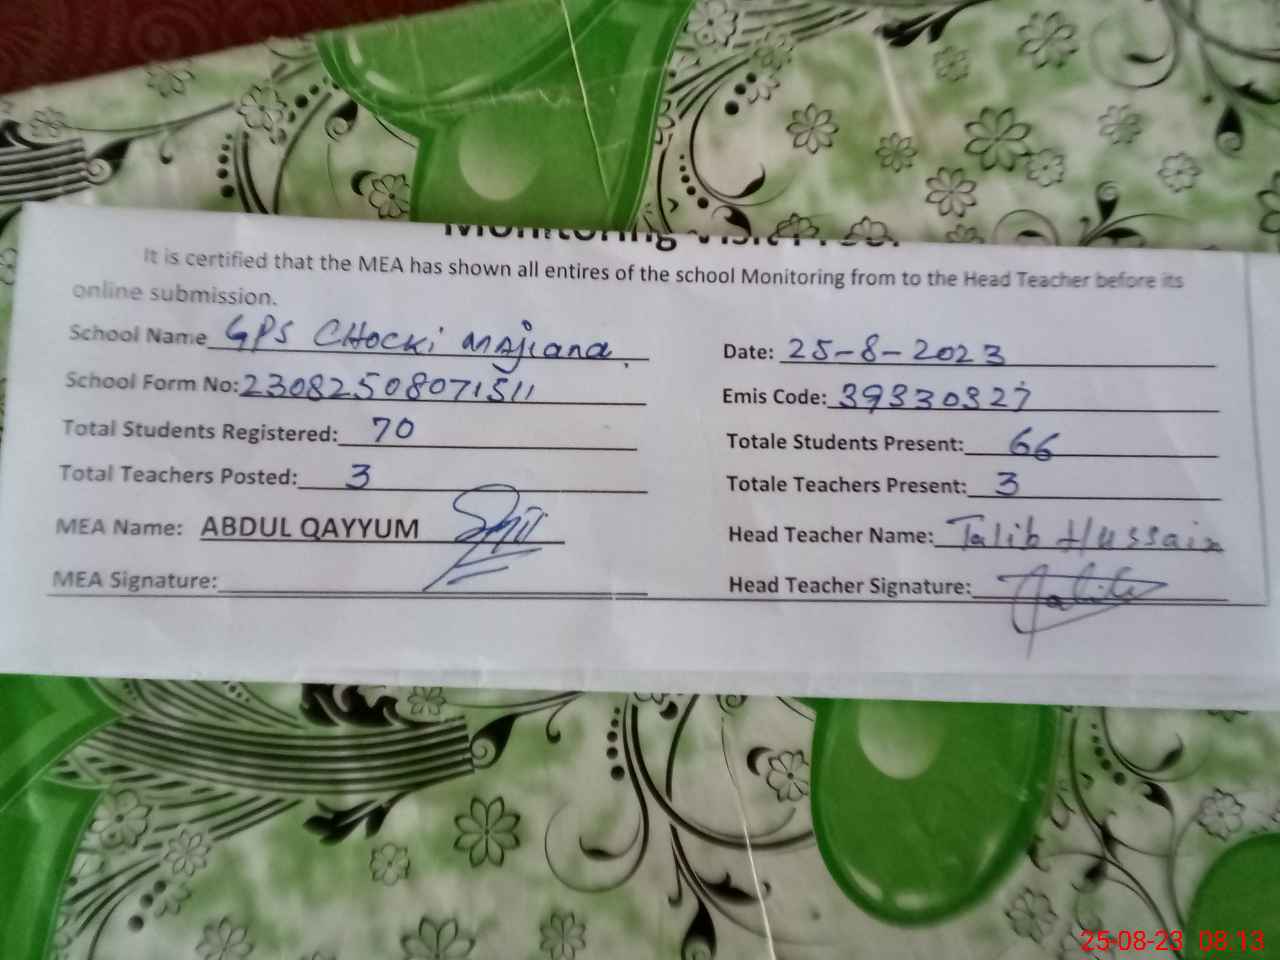 Monitoring Visit Proof
It is certified that the MEA has shown all entires of the school Monitoring from to the Head Teacher before its
online submission.
School Name GPS CHOCKi MAjiana. Date: 25-8-2023
School Form No: 23082508071511 Emis Code: 39330327
Total Students Registered: 70 Totale Students Present: 66
Total Teachers Posted: 3 Totale Teachers Present: 3
MEA Name: ABDUL QAYYUM Head Teacher Name: Talib Hussain
MEA Signature: Head Teacher Signature: Talib
25-08-23 08:13